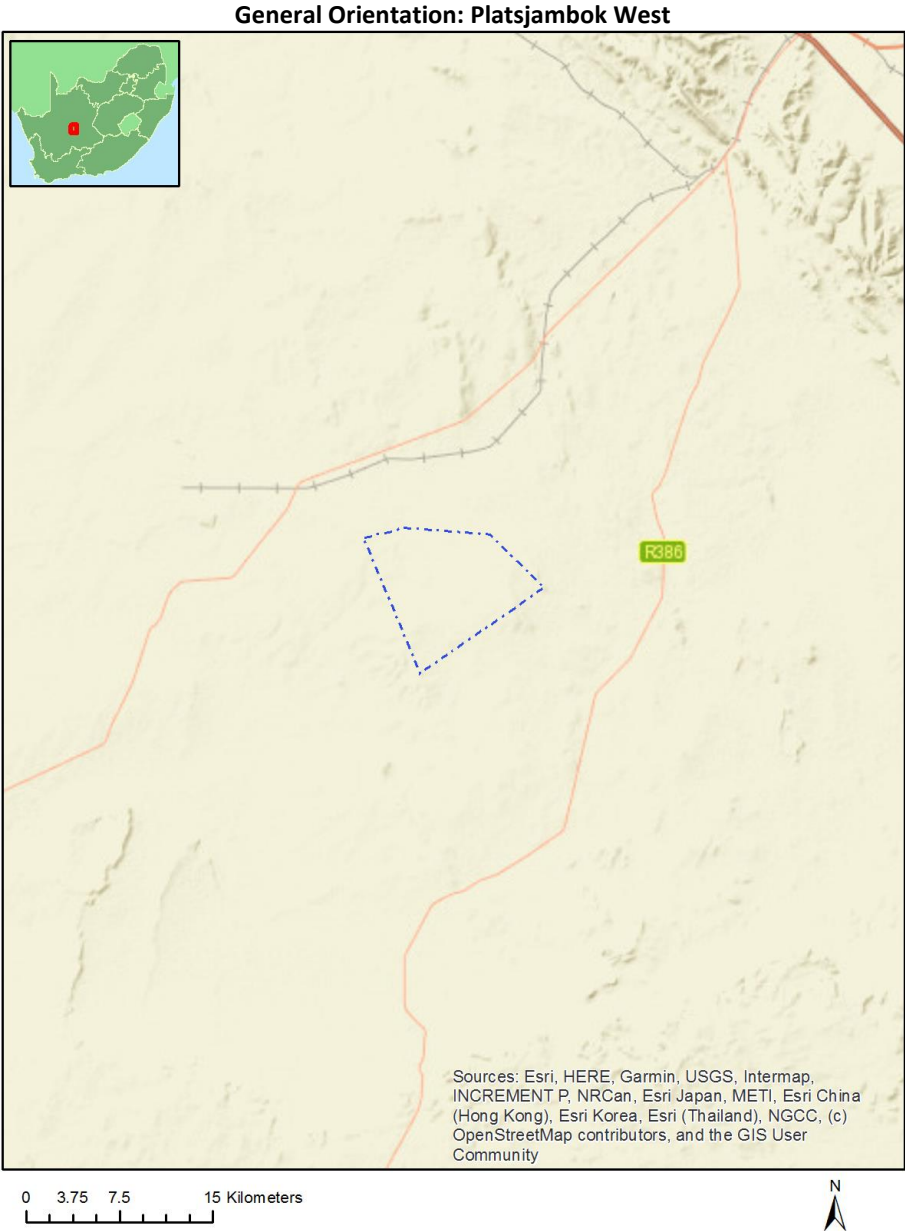 General Orientation: Platsjambok West
R386
Sources: Esri, HERE, Garmin, USGS, Intermap,
INCREMENT P, NRCan, Esri Japan, METI, Esri China
(Hong Kong), Esri Korea, Esri (Thailand), NGCC, (c)
OpenStreetMap contributors, and the GIS User
Community
0 3.75 7.5 15 Kilometers
N